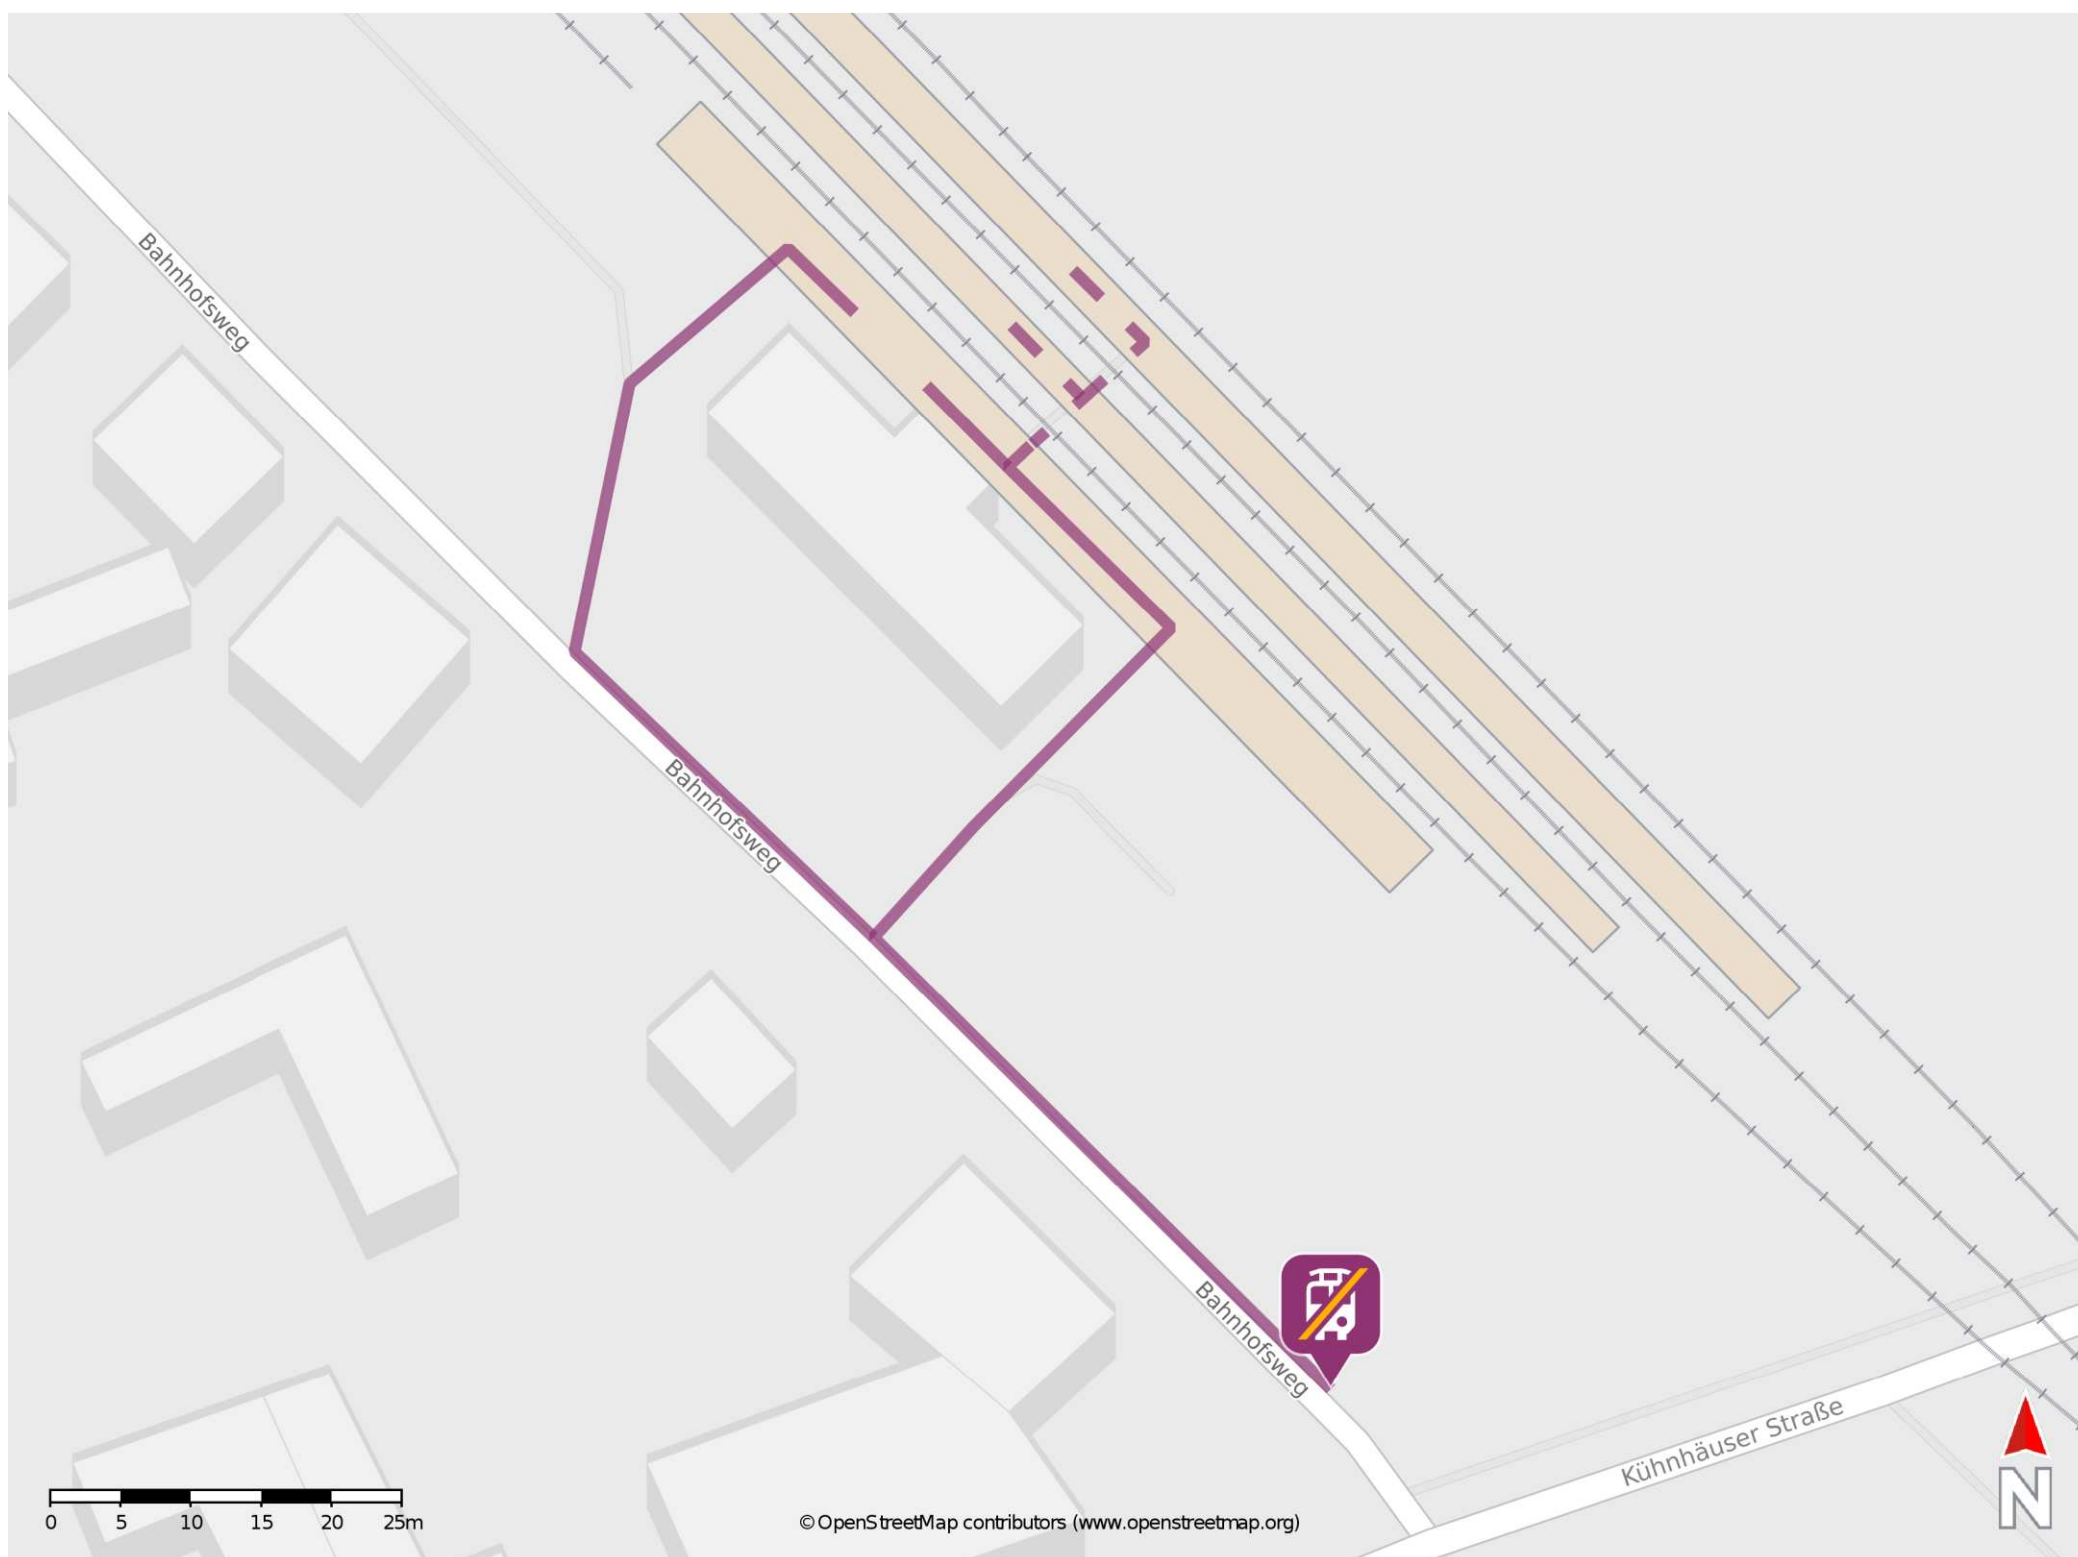 Bahnhofsweg
Bahnhofsweg
Bahnhofsweg
Kühnhäuser Straße
N
0 5 10 15 20 25m
© OpenStreetMap contributors (www.openstreetmap.org)